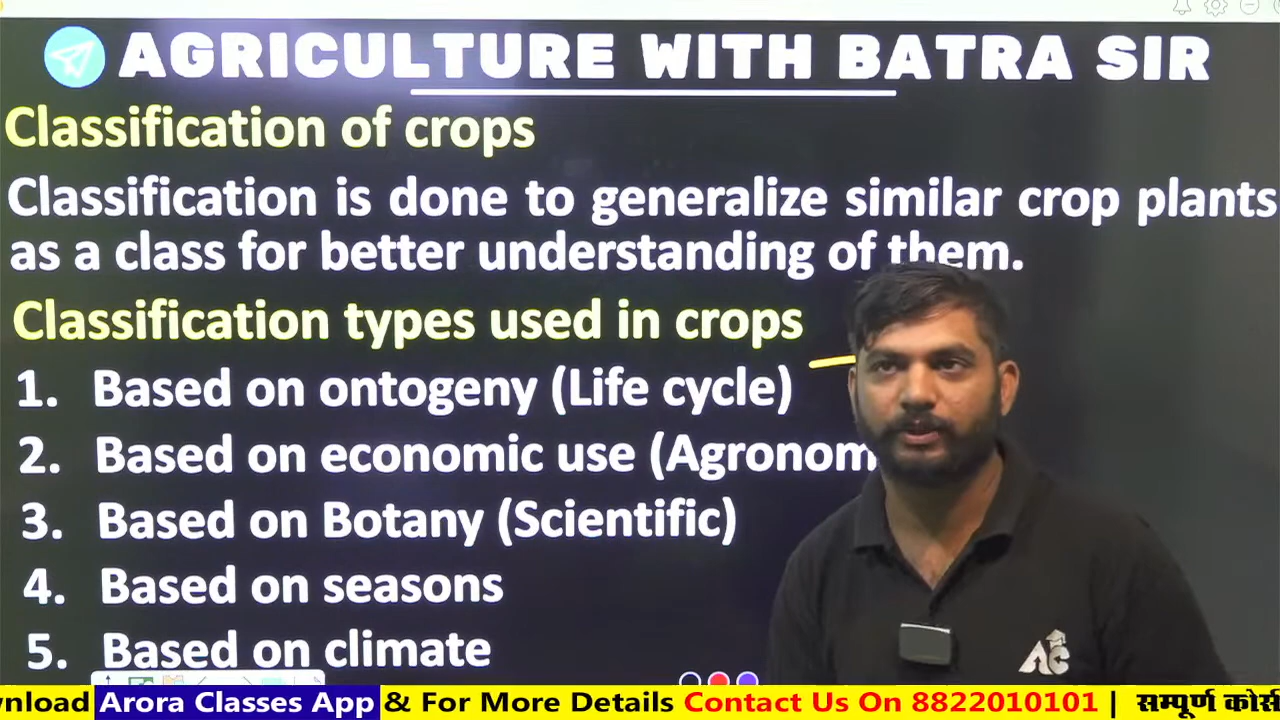 AGRICULTURE WITH BATRA SIR
Classification of crops
Classification is done to generalize similar crop plants
as a class for better understanding of them.
Classification types used in crops
1. Based on ontogeny (Life cycle)
2. Based on economic use (Agronom
3. Based on Botany (Scientific)
4. Based on seasons
5. Based on climate
AC
wnload Arora Classes App & For More Details Contact Us On 8822010101 | सम्पूर्ण कोर्स